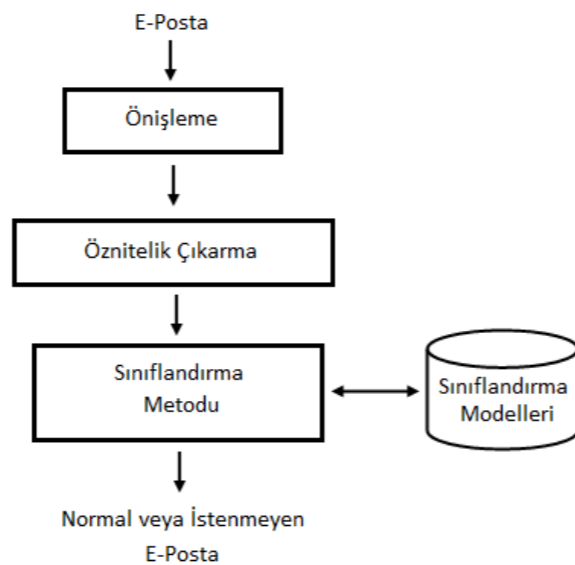 E-Posta
Önişleme
Öznitelik Çıkarma
Sınıflandırma
Metodu
Sınıflandırma
Modelleri
Normal veya İstenmeyen
E-Posta